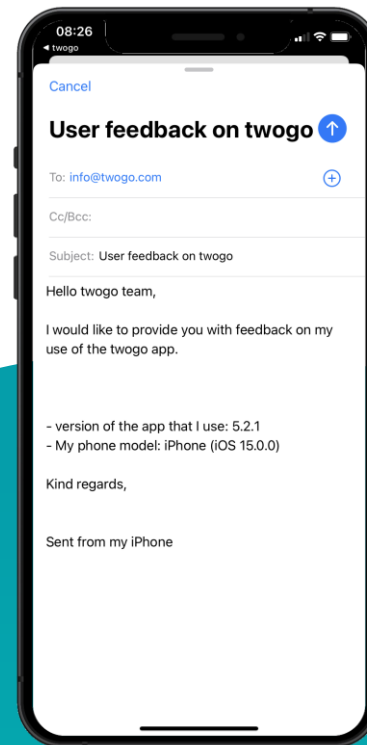 08:26
◀ twogo
Cancel
User feedback on twogo
To: info@twogo.com
Cc/Bcc:
Subject: User feedback on twogo
Hello twogo team,
I would like to provide you with feedback on my
use of the twogo app.
- version of the app that I use: 5.2.1
- My phone model: iPhone (iOS 15.0.0)
Kind regards,
Sent from my iPhone